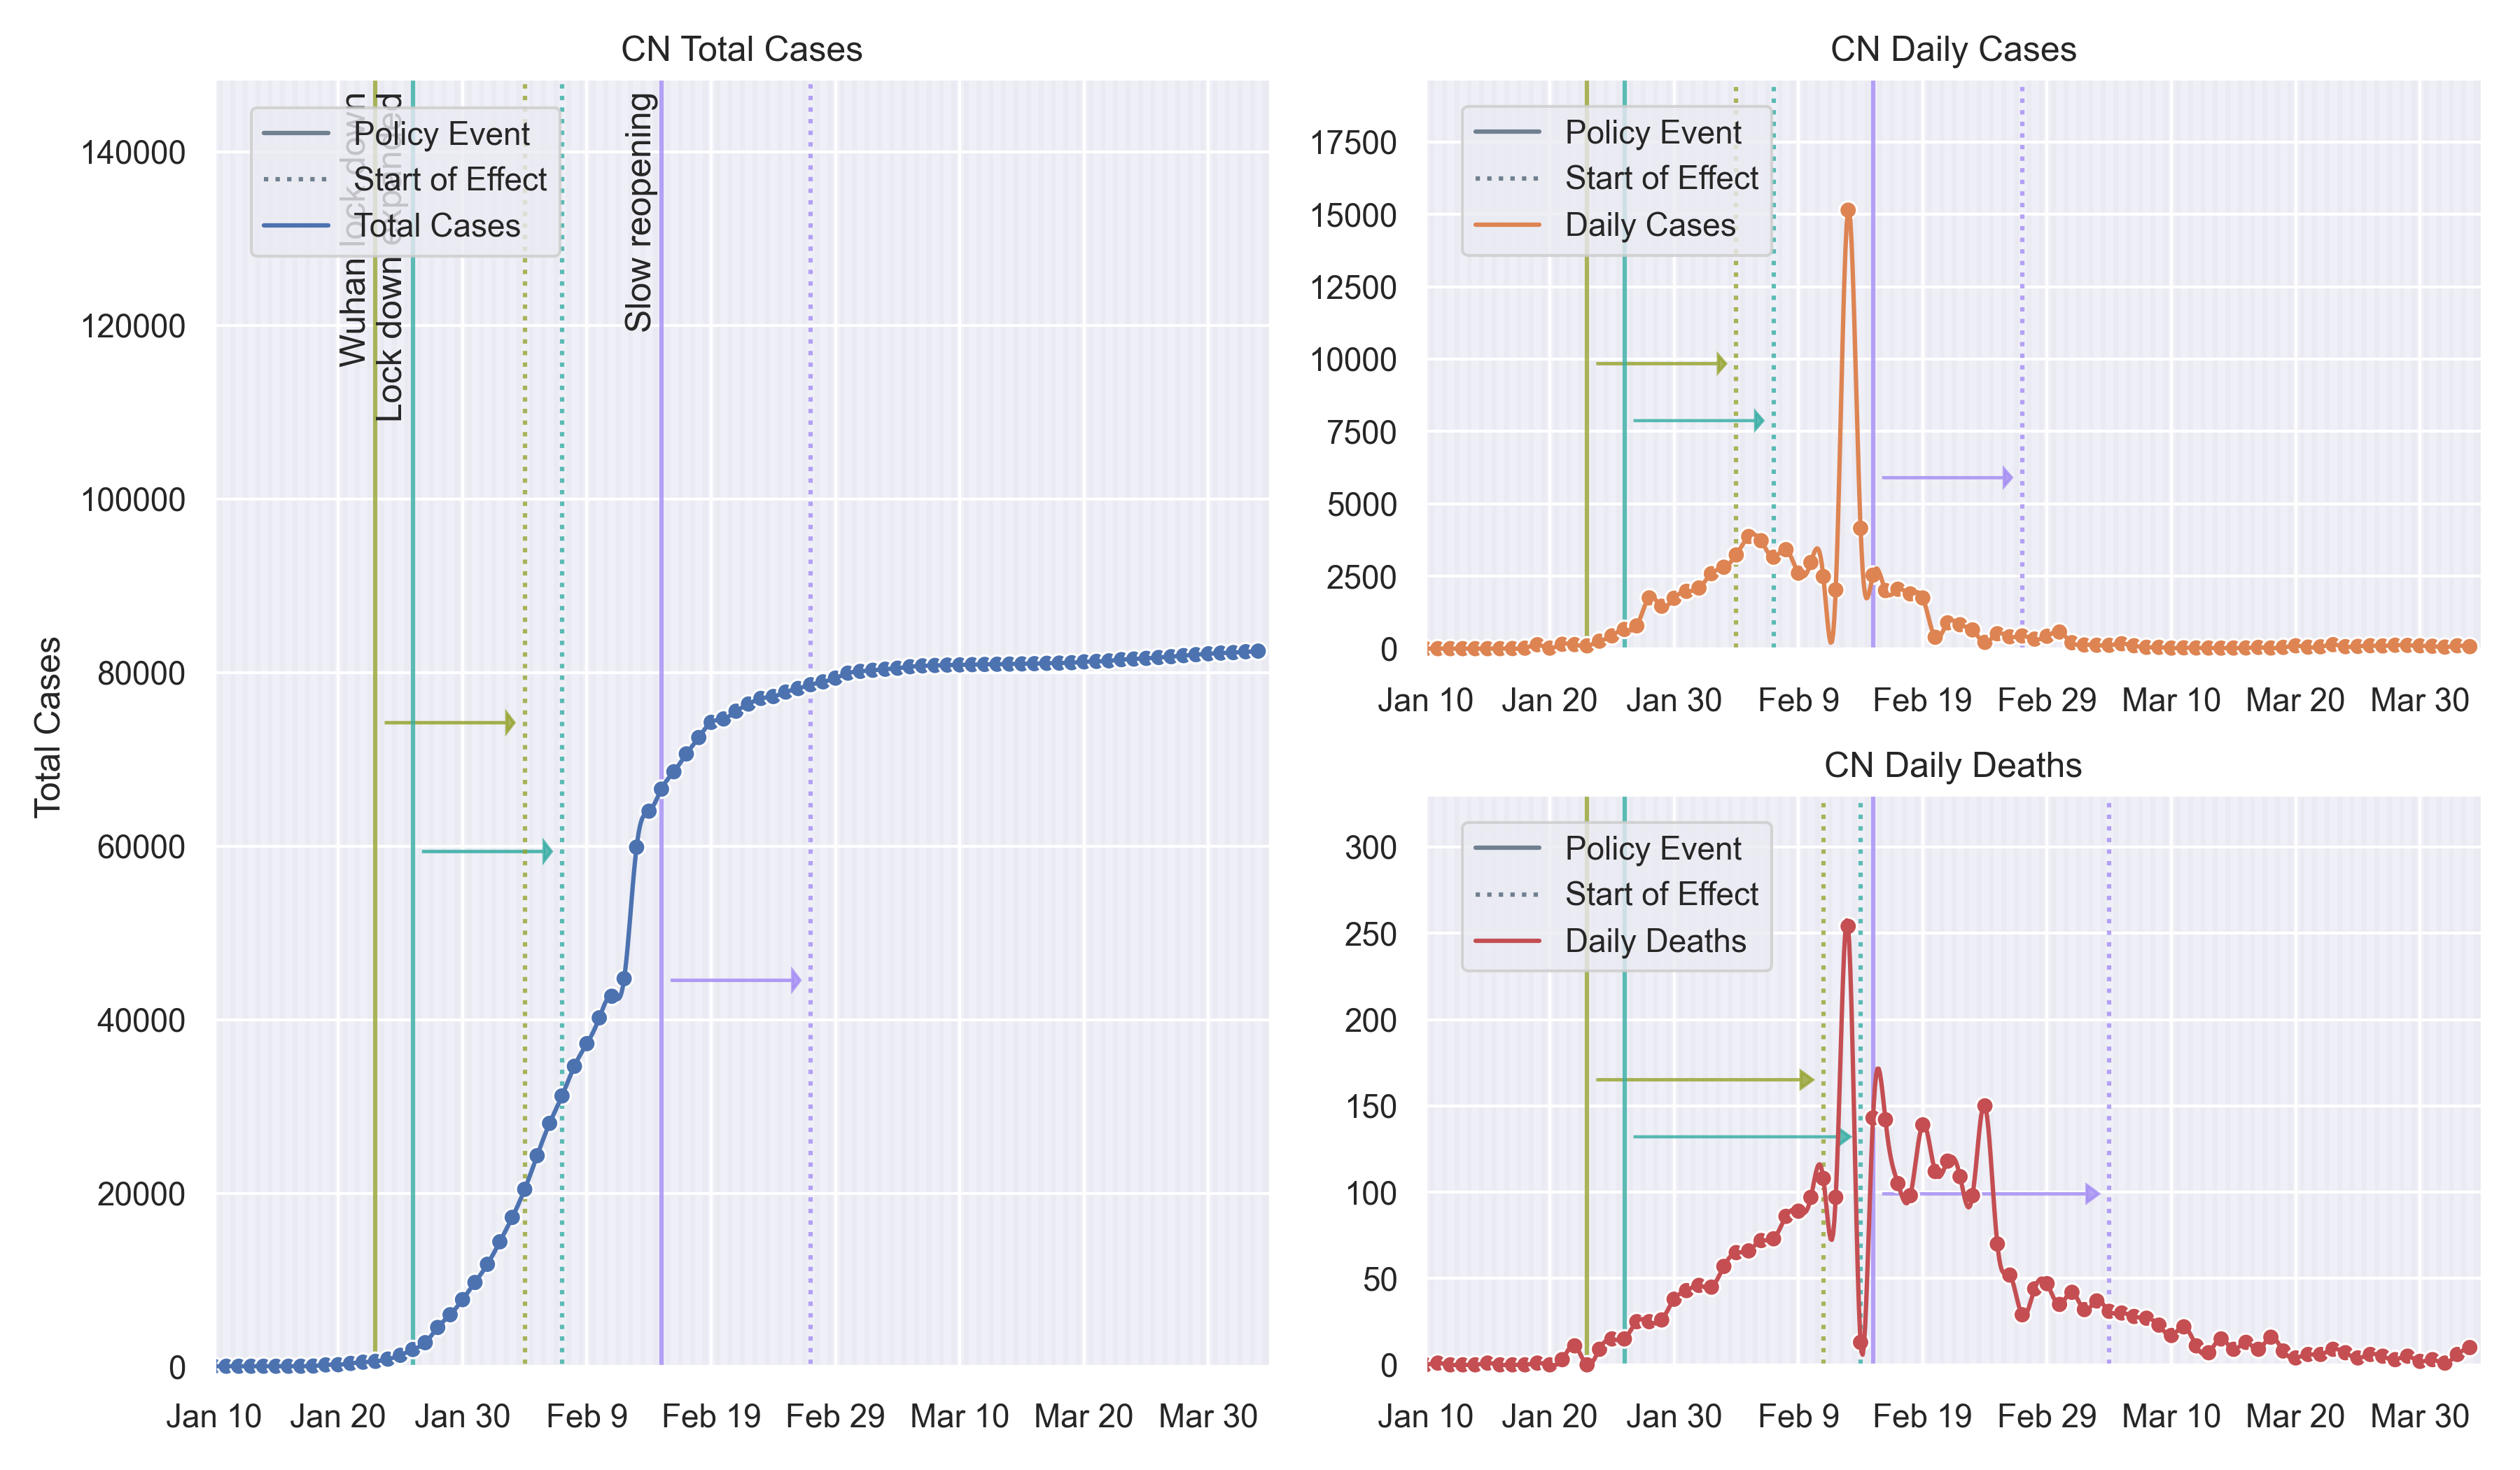 CN Total Cases
Total Cases
140000
120000
100000
80000
60000
40000
20000
0
Jan 10 Jan 20 Jan 30 Feb 9 Feb 19 Feb 29 Mar 10 Mar 20 Mar 30
Wuhan lock down
Lock down expanded
Slow reopening
Policy Event
Start of Effect
Total Cases
CN Daily Cases
17500
15000
12500
10000
7500
5000
2500
0
Jan 10 Jan 20 Jan 30 Feb 9 Feb 19 Feb 29 Mar 10 Mar 20 Mar 30
Policy Event
Start of Effect
Daily Cases
CN Daily Deaths
300
250
200
150
100
50
0
Jan 10 Jan 20 Jan 30 Feb 9 Feb 19 Feb 29 Mar 10 Mar 20 Mar 30
Policy Event
Start of Effect
Daily Deaths